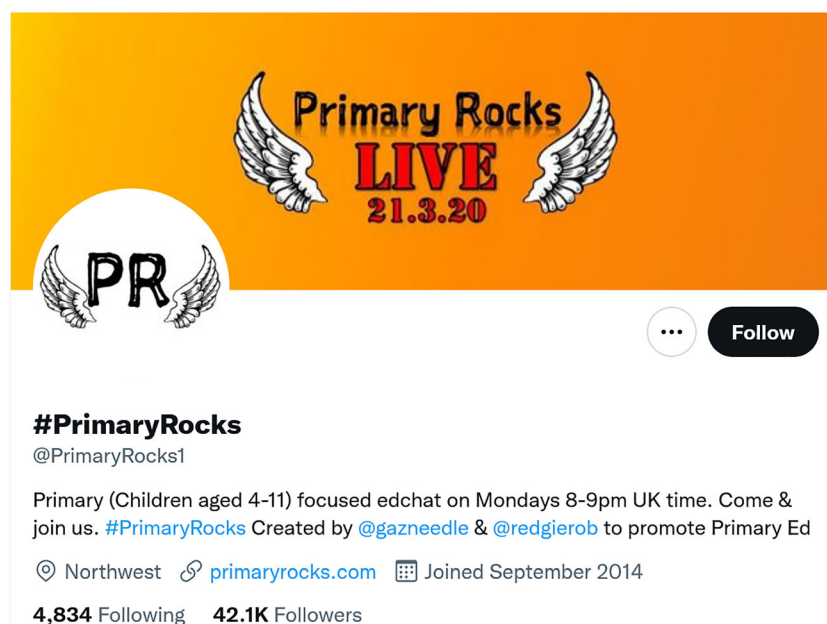 Primary Rocks
LIVE
21.3.20
PR
Follow
#PrimaryRocks
@PrimaryRocks1
Primary (Children aged 4-11) focused edchat on Mondays 8-9pm UK time. Come &
join us. #PrimaryRocks Created by @gazneedle & @redgierob to promote Primary Ed
Northwest primaryrocks.com Joined September 2014
4,834 Following 42.1K Followers